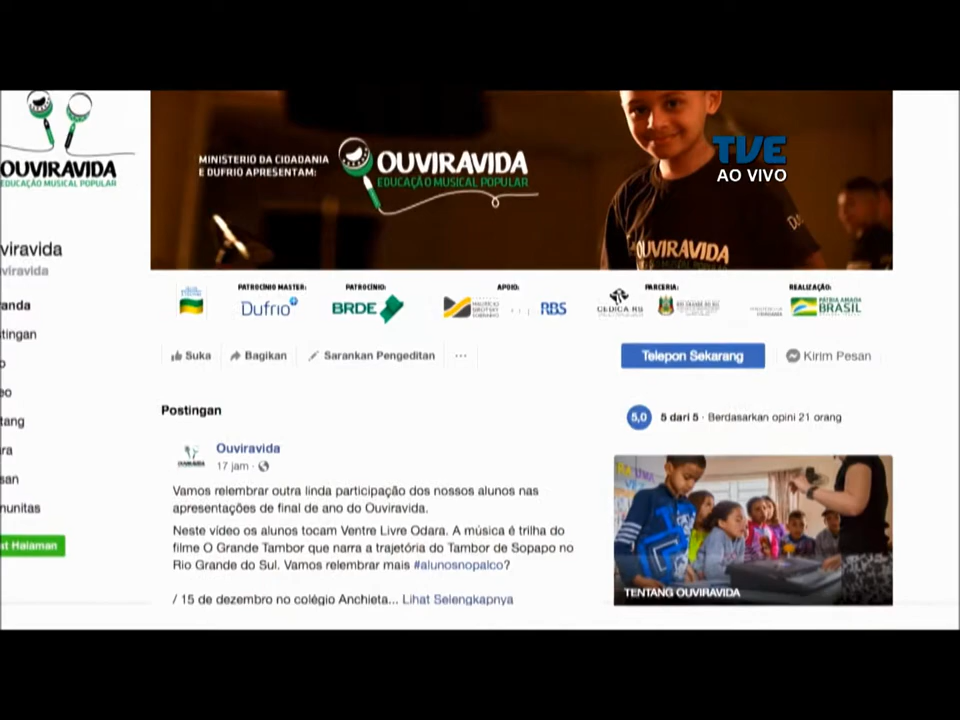 OUVIRAVIDA
EDUCAÇÃO MUSICAL POPULAR
MINISTERIO DA CIDADANIA
E DUFRIO APRESENTAM:
OUVIRAVIDA
EDUCAÇÃO MUSICAL POPULAR
TVE
AO VIVO
OUVIRAVIDA
PATROCÍNIO MASTER:
PATROCÍNIO:
APOIO:
PARCERIA:
REALIZAÇÃO:
Dufrio
BRDE
RBS
CEDICA RS
PÁTRIA AMADA
BRASIL
uviravida
uviravida
anda
tingan
o
eo
tang
ra
san
munitas
at Halaman
Suka
Bagikan
Sarankan Pengeditan
...
Telepon Sekarang
Kirim Pesan
Postingan
Ouviravida
17 jam ·
Vamos relembrar outra linda participação dos nossos alunos nas
apresentações de final de ano do Ouviravida.
Neste vídeo os alunos tocam Ventre Livre Odara. A música é trilha do
filme O Grande Tambor que narra a trajetória do Tambor de Sopapo no
Rio Grande do Sul. Vamos relembrar mais #alunosnopalco?
/ 15 de dezembro no colégio Anchieta... Lihat Selengkapnya
5,0
5 dari 5 · Berdasarkan opini 21 orang
TENTANG OUVIRAVIDA